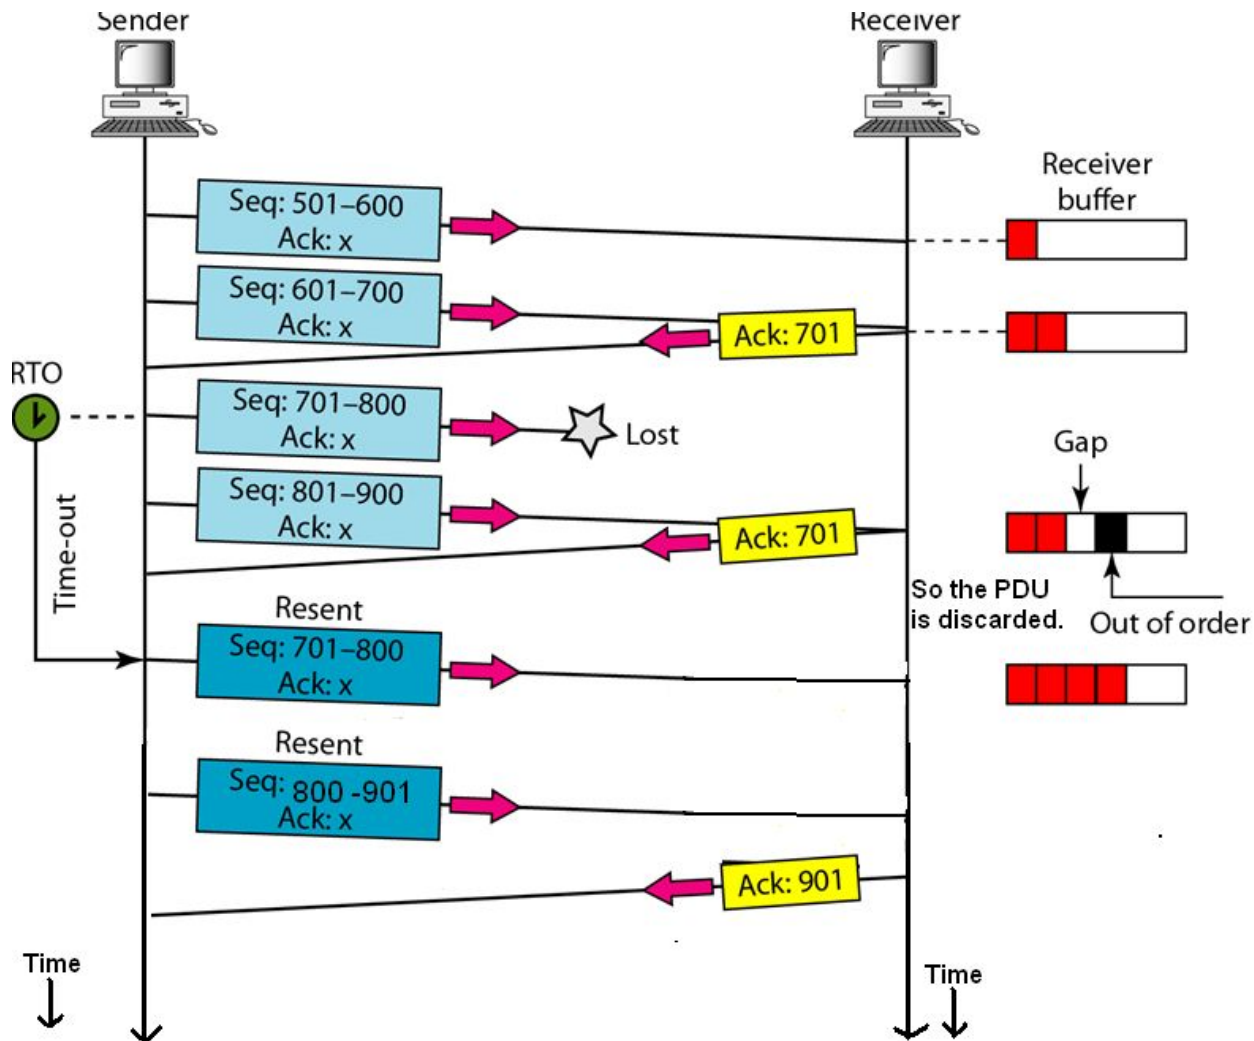 Sender
Receiver
Receiver
buffer
Seq: 501–600
Ack: x
Seq: 601–700
Ack: x
Ack: 701
RTO
Seq: 701–800
Ack: x
Lost
Gap
Time-out
Seq: 801–900
Ack: x
Ack: 701
So the PDU
is discarded.
Out of order
Resent
Seq: 701–800
Ack: x
Resent
Seq: 800 -901
Ack: x
Ack: 901
Time
Time